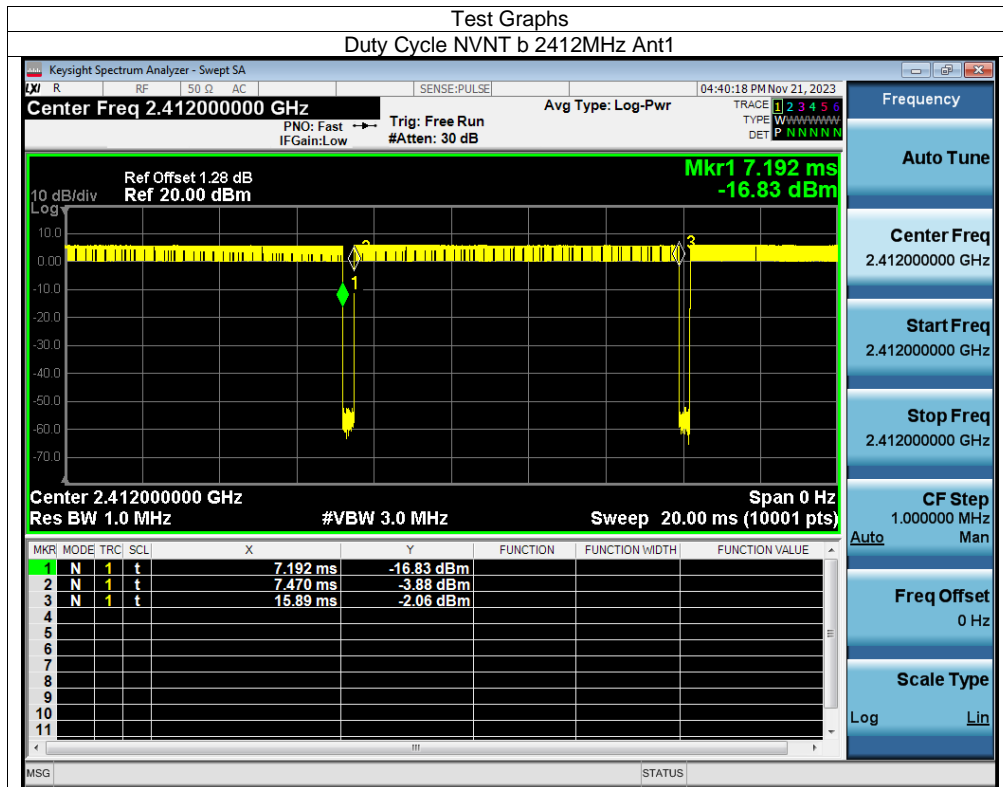 Test Graphs
Duty Cycle NVNT b 2412MHz Ant1
Keysight Spectrum Analyzer - Swept SA
LXI R RF 50 Ω AC SENSE:PULSE 04:40:18 PM Nov 21, 2023
Center Freq 2.412000000 GHz
PNO: Fast
IFGain:Low
Trig: Free Run
#Atten: 30 dB
Avg Type: Log-Pwr
TRACE 1 2 3 4 5 6
TYPE WWWWWW
DET P N N N N N
Mkr1 7.192 ms
-16.83 dBm
Ref Offset 1.28 dB
10 dB/div Ref 20.00 dBm
Log
10.0
0.00
-10.0
-20.0
-30.0
-40.0
-50.0
-60.0
-70.0
1
2
3
Center 2.412000000 GHz Span 0 Hz
Res BW 1.0 MHz #VBW 3.0 MHz Sweep 20.00 ms (10001 pts)
MKR MODE TRC SCL X Y FUNCTION FUNCTION WIDTH FUNCTION VALUE
1 N 1 t 7.192 ms -16.83 dBm
2 N 1 t 7.470 ms -3.88 dBm
3 N 1 t 15.89 ms -2.06 dBm
4
5
6
7
8
9
10
11
MSG STATUS
Frequency
Auto Tune
Center Freq
2.412000000 GHz
Start Freq
2.412000000 GHz
Stop Freq
2.412000000 GHz
CF Step
1.000000 MHz
Auto Man
Freq Offset
0 Hz
Scale Type
Log Lin